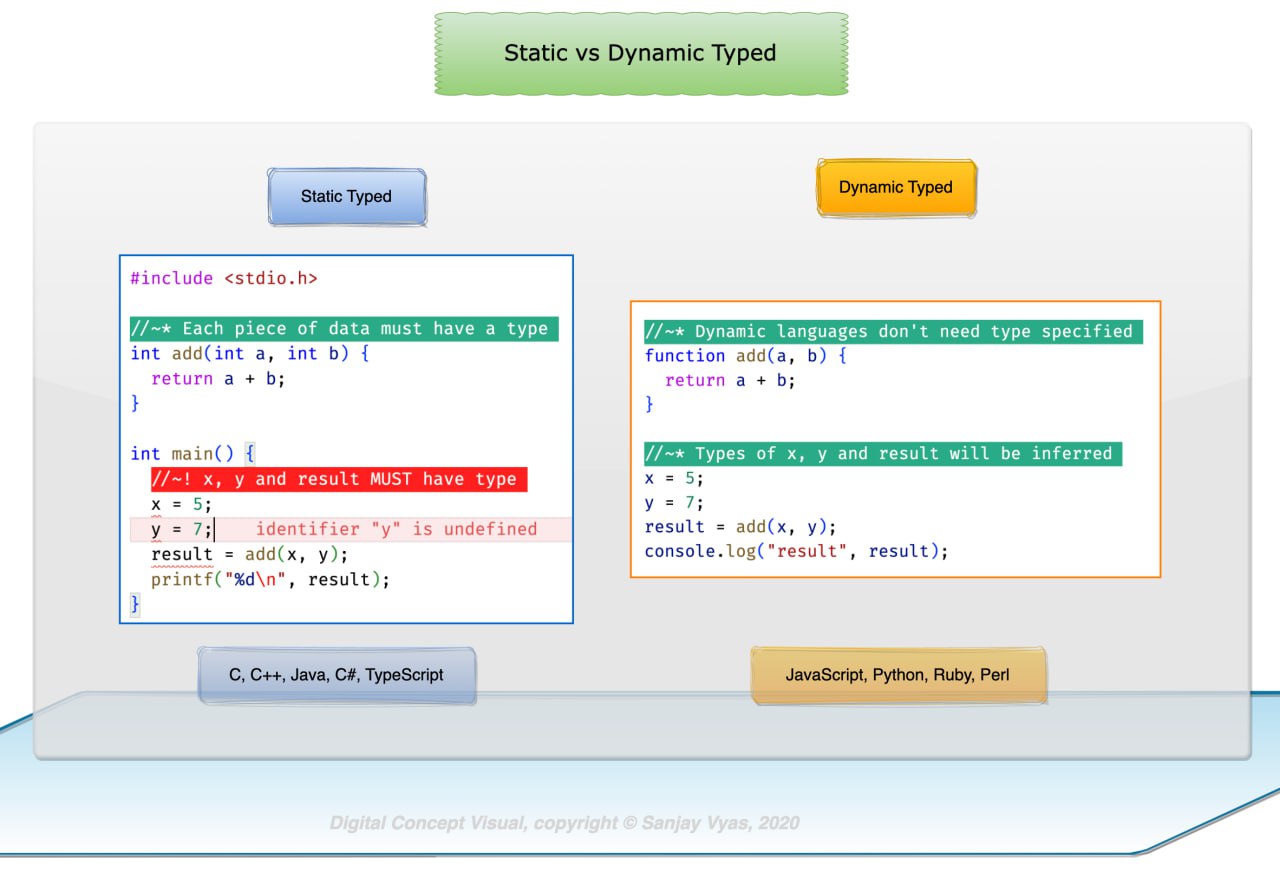 Static vs Dynamic Typed
Static Typed
#include <stdio.h>
//~* Each piece of data must have a type
int add(int a, int b) {
  return a + b;
}
int main() {
  //~! x, y and result MUST have type
  x = 5;
  y = 7;    identifier "y" is undefined
  result = add(x, y);
  printf("%d\n", result);
}
C, C++, Java, C#, TypeScript
Dynamic Typed
//~* Dynamic languages don't need type specified
function add(a, b) {
  return a + b;
}
//~* Types of x, y and result will be inferred
x = 5;
y = 7;
result = add(x, y);
console.log("result", result);
JavaScript, Python, Ruby, Perl
Digital Concept Visual, copyright © Sanjay Vyas, 2020